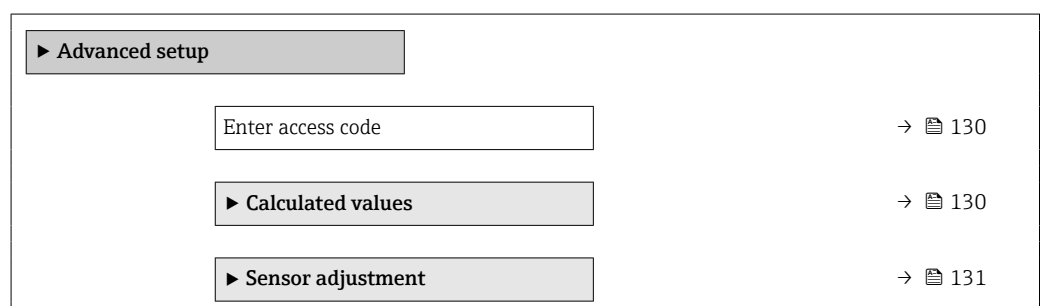 ▶ Advanced setup
Enter access code → 🖺 130
▶ Calculated values → 🖺 130
▶ Sensor adjustment → 🖺 131